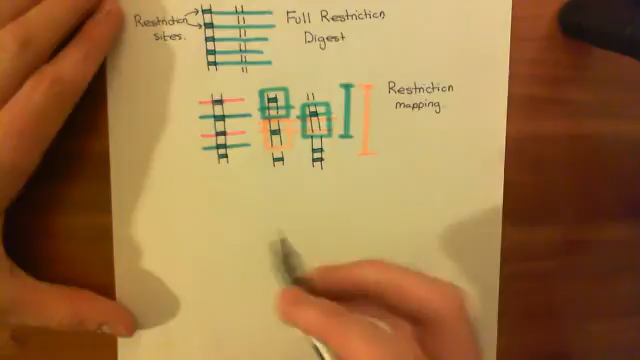 Restriction
sites.
Full Restriction
Digest
Restriction
mapping.